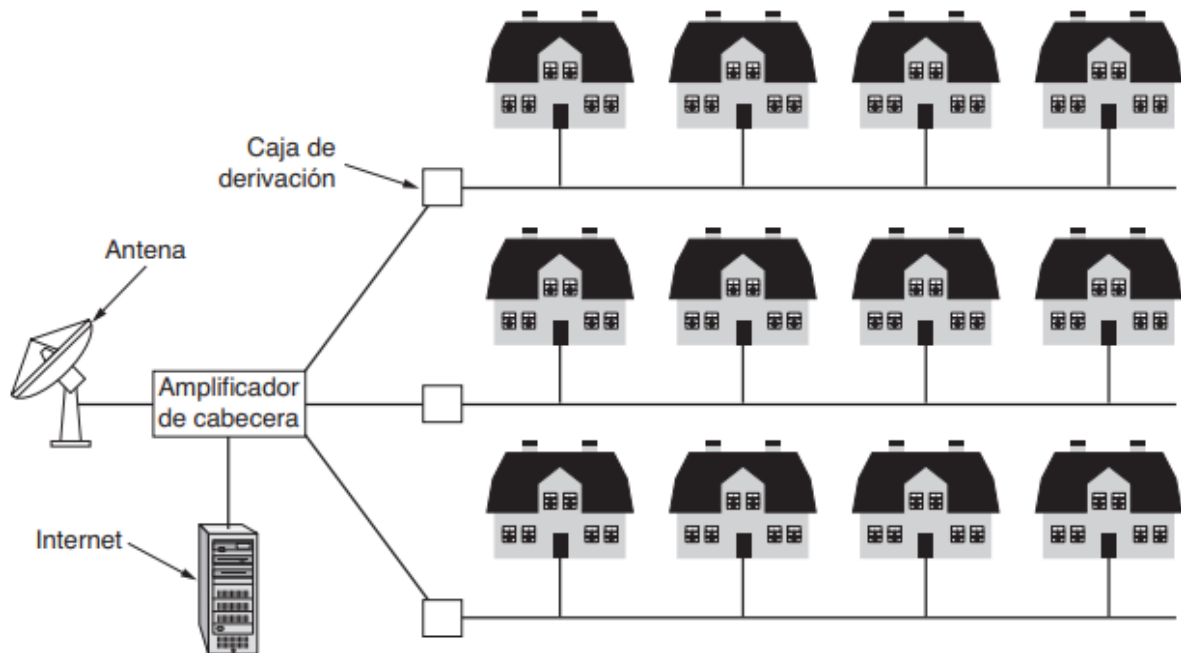 Caja de
derivación
Antena
Amplificador
de cabecera
Internet